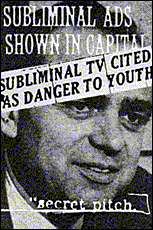 SUBLIMINAL ADS
SHOWN IN CAPITAL
SUBLIMINAL TV CITED
AS DANGER TO YOUTH
"secret pitch